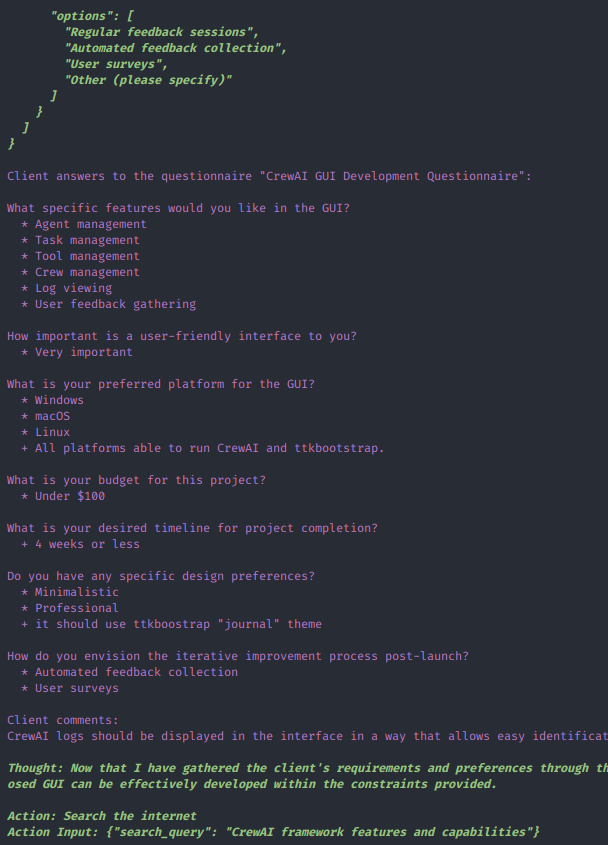 "options": [
"Regular feedback sessions",
"Automated feedback collection",
"User surveys",
"Other (please specify)"
]
}
]
}
Client answers to the questionnaire "CrewAI GUI Development Questionnaire":
What specific features would you like in the GUI?
* Agent management
* Task management
* Tool management
* Crew management
* Log viewing
* User feedback gathering
How important is a user-friendly interface to you?
* Very important
What is your preferred platform for the GUI?
* Windows
* macOS
* Linux
+ All platforms able to run CrewAI and ttkbootstrap.
What is your budget for this project?
* Under $100
What is your desired timeline for project completion?
+ 4 weeks or less
Do you have any specific design preferences?
* Minimalistic
* Professional
+ it should use ttkboostrap "journal" theme
How do you envision the iterative improvement process post-launch?
* Automated feedback collection
* User surveys
Client comments:
CrewAI logs should be displayed in the interface in a way that allows easy identificat
Thought: Now that I have gathered the client's requirements and preferences through th
osed GUI can be effectively developed within the constraints provided.
Action: Search the internet
Action Input: {"search_query": "CrewAI framework features and capabilities"}